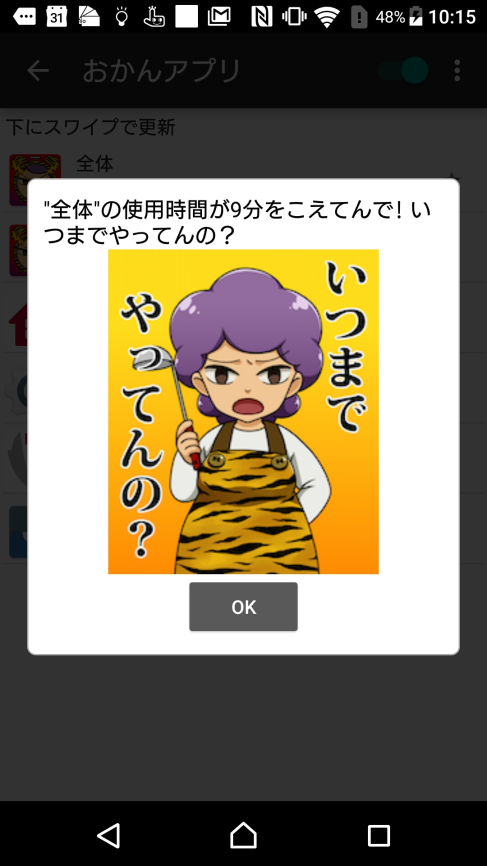 31
48%
10:15
おかんアプリ
下にスワイプで更新
全体
"全体"の使用時間が9分をこえてんで! い
つまでやってんの?
いつまで
やってんの?
OK